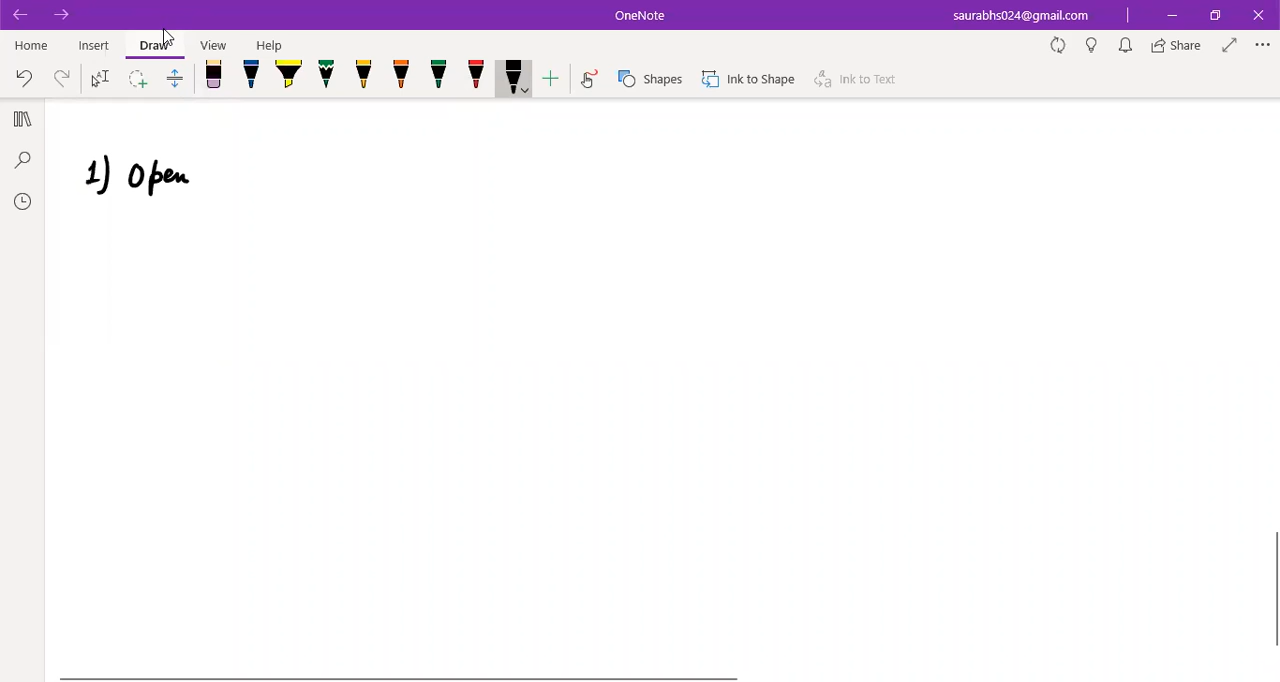 OneNote
saurabhs024@gmail.com
Home Insert Draw View Help
Share
Shapes Ink to Shape Ink to Text
1) Open